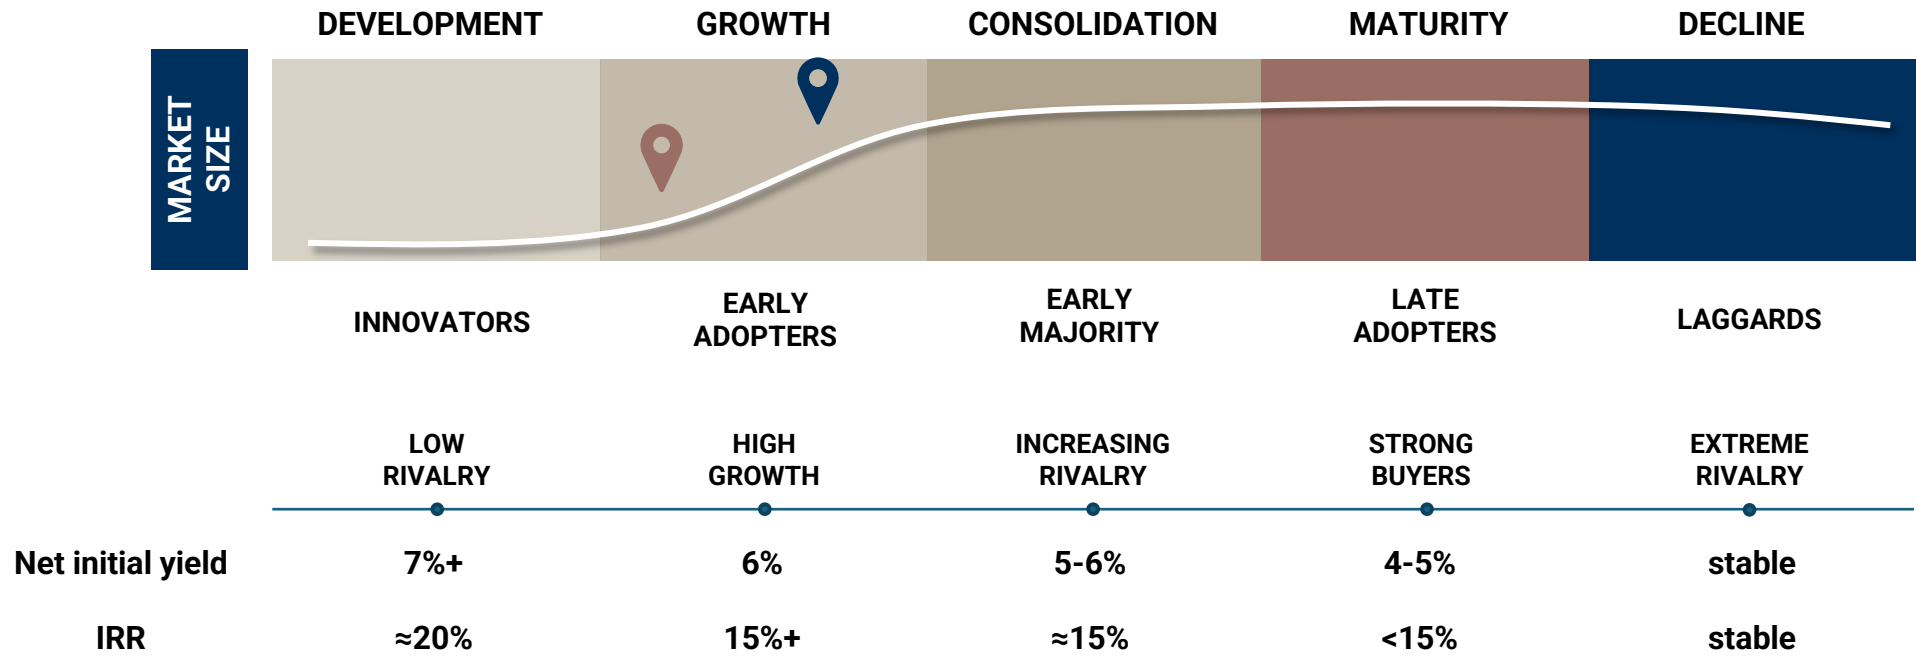 DEVELOPMENT GROWTH CONSOLIDATION MATURITY DECLINE
MARKET
SIZE
INNOVATORS
EARLY
ADOPTERS
EARLY
MAJORITY
LATE
ADOPTERS
LAGGARDS
LOW
RIVALRY
HIGH
GROWTH
INCREASING
RIVALRY
STRONG
BUYERS
EXTREME
RIVALRY
Net initial yield 7%+ 6% 5-6% 4-5% stable
IRR ≈20% 15%+ ≈15% <15% stable